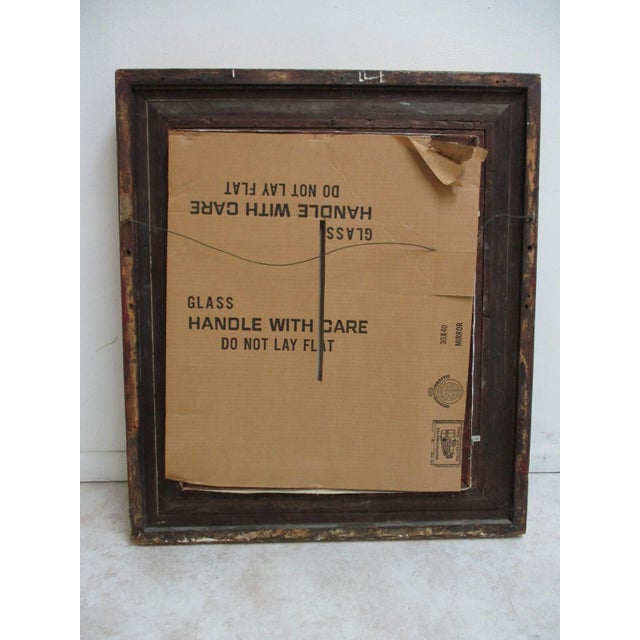 DO NOT LAY FLAT
HANDLE WITH CARE
GLASS
GLASS
HANDLE WITH CARE
DO NOT LAY FLAT
30X40
MIRROR